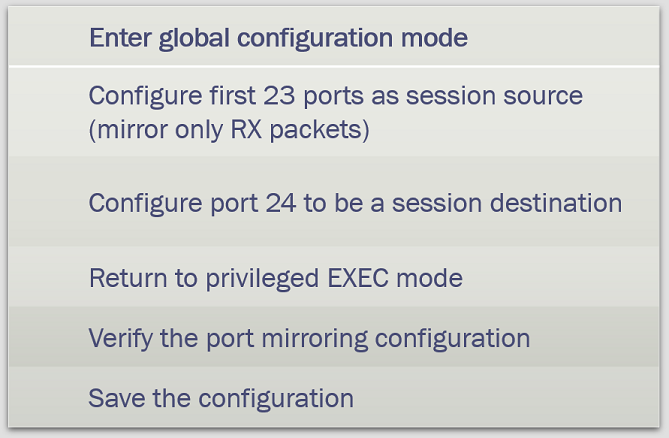 Enter global configuration mode
Configure first 23 ports as session source
(mirror only RX packets)
Configure port 24 to be a session destination
Return to privileged EXEC mode
Verify the port mirroring configuration
Save the configuration